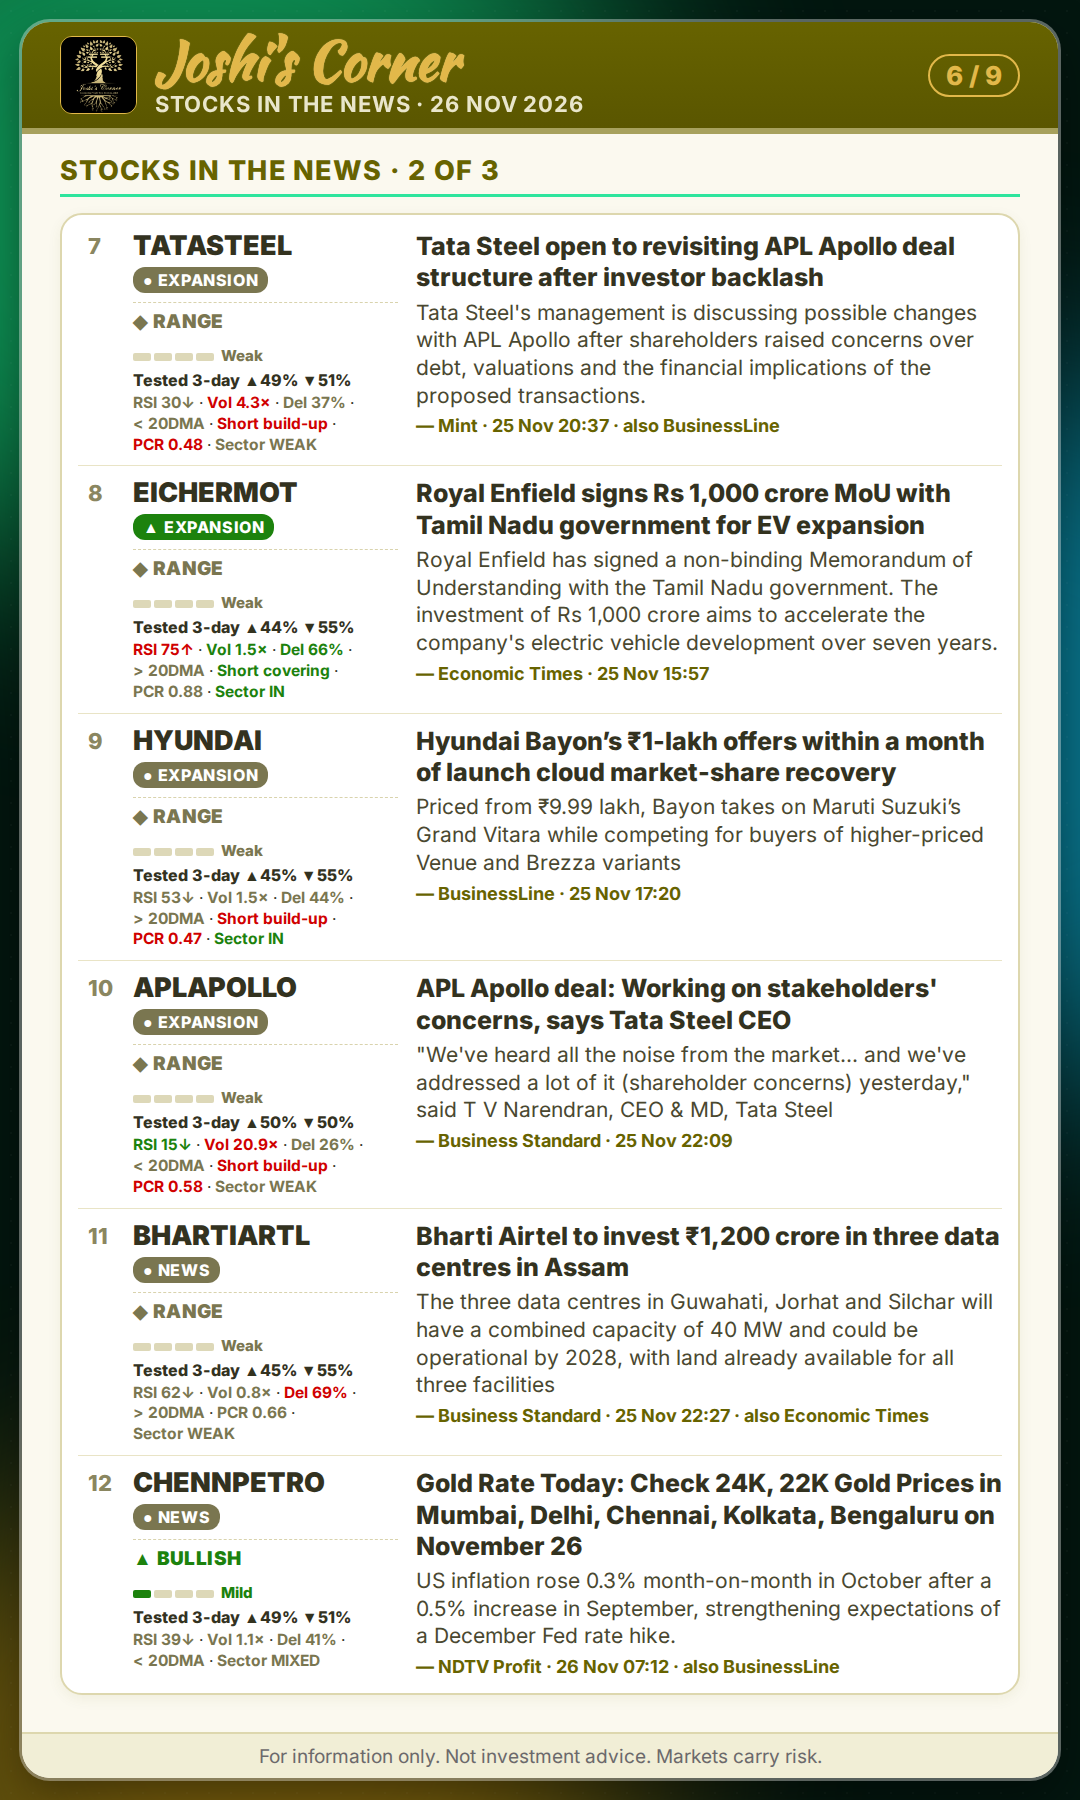 Joshi's Corner
Joshi's Corner
STOCKS IN THE NEWS · 26 NOV 2026
6 / 9
STOCKS IN THE NEWS · 2 OF 3
7
TATASTEEL
● EXPANSION
◆ RANGE
Weak
Tested 3-day ▲49% ▼51%
RSI 30↓ · Vol 4.3× · Del 37% ·
< 20DMA · Short build-up ·
PCR 0.48 · Sector WEAK
Tata Steel open to revisiting APL Apollo deal
structure after investor backlash
Tata Steel's management is discussing possible changes
with APL Apollo after shareholders raised concerns over
debt, valuations and the financial implications of the
proposed transactions.
— Mint · 25 Nov 20:37 · also BusinessLine
8
EICHERMOT
▲ EXPANSION
◆ RANGE
Weak
Tested 3-day ▲44% ▼55%
RSI 75↑ · Vol 1.5× · Del 66% ·
> 20DMA · Short covering ·
PCR 0.88 · Sector IN
Royal Enfield signs Rs 1,000 crore MoU with
Tamil Nadu government for EV expansion
Royal Enfield has signed a non-binding Memorandum of
Understanding with the Tamil Nadu government. The
investment of Rs 1,000 crore aims to accelerate the
company's electric vehicle development over seven years.
— Economic Times · 25 Nov 15:57
9
HYUNDAI
● EXPANSION
◆ RANGE
Weak
Tested 3-day ▲45% ▼55%
RSI 53↓ · Vol 1.5× · Del 44% ·
> 20DMA · Short build-up ·
PCR 0.47 · Sector IN
Hyundai Bayon’s ₹1-lakh offers within a month
of launch cloud market-share recovery
Priced from ₹9.99 lakh, Bayon takes on Maruti Suzuki’s
Grand Vitara while competing for buyers of higher-priced
Venue and Brezza variants
— BusinessLine · 25 Nov 17:20
10
APLAPOLLO
● EXPANSION
◆ RANGE
Weak
Tested 3-day ▲50% ▼50%
RSI 15↓ · Vol 20.9× · Del 26% ·
< 20DMA · Short build-up ·
PCR 0.58 · Sector WEAK
APL Apollo deal: Working on stakeholders'
concerns, says Tata Steel CEO
"We've heard all the noise from the market... and we've
addressed a lot of it (shareholder concerns) yesterday,"
said T V Narendran, CEO & MD, Tata Steel
— Business Standard · 25 Nov 22:09
11
BHARTIARTL
● NEWS
◆ RANGE
Weak
Tested 3-day ▲45% ▼55%
RSI 62↓ · Vol 0.8× · Del 69% ·
> 20DMA · PCR 0.66 ·
Sector WEAK
Bharti Airtel to invest ₹1,200 crore in three data
centres in Assam
The three data centres in Guwahati, Jorhat and Silchar will
have a combined capacity of 40 MW and could be
operational by 2028, with land already available for all
three facilities
— Business Standard · 25 Nov 22:27 · also Economic Times
12
CHENNPETRO
● NEWS
▲ BULLISH
Mild
Tested 3-day ▲49% ▼51%
RSI 39↓ · Vol 1.1× · Del 41% ·
< 20DMA · Sector MIXED
Gold Rate Today: Check 24K, 22K Gold Prices in
Mumbai, Delhi, Chennai, Kolkata, Bengaluru on
November 26
US inflation rose 0.3% month-on-month in October after a
0.5% increase in September, strengthening expectations of
a December Fed rate hike.
— NDTV Profit · 26 Nov 07:12 · also BusinessLine
For information only. Not investment advice. Markets carry risk.